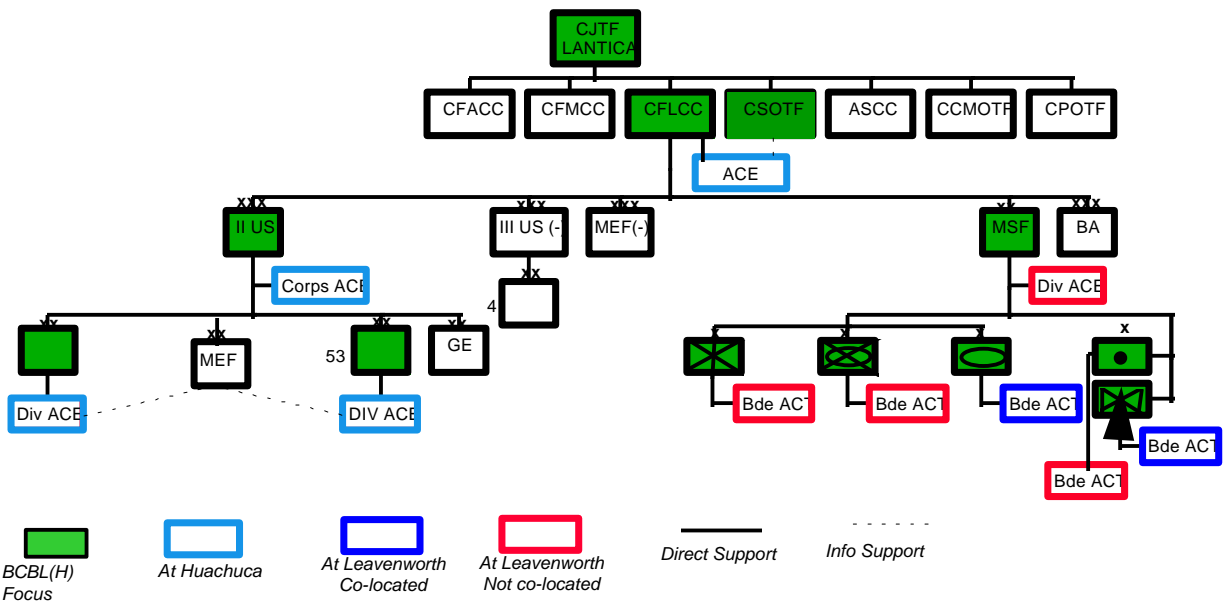 CJTF
LANTICA
CFACC
CFMCC
CFLCC
CSOTF
ASCC
CCMOTF
CPOTF
ACE
xxx
xxx
xxx
xx
xxx
II US
III US (-)
MEF(-)
MSF
BA
Corps ACE
xx
4
Div ACE
xx
xx
xx
xx
x
x
x
x
MEF
53
GE
Div ACE
DIV ACE
Bde ACT
Bde ACT
Bde ACT
Bde ACT
Bde ACT
BCBL(H)
Focus
At Huachuca
At Leavenworth
Co-located
At Leavenworth
Not co-located
Direct Support
Info Support